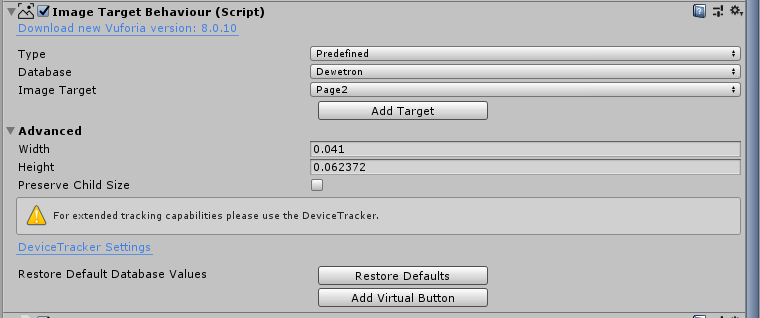 Image Target Behaviour (Script)
Download new Vuforia version: 8.0.10
Type Predefined
Database Dewetron
Image Target Page2
Add Target
Advanced
Width 0.041
Height 0.062372
Preserve Child Size
For extended tracking capabilities please use the DeviceTracker.
DeviceTracker Settings
Restore Default Database Values Restore Defaults
Add Virtual Button